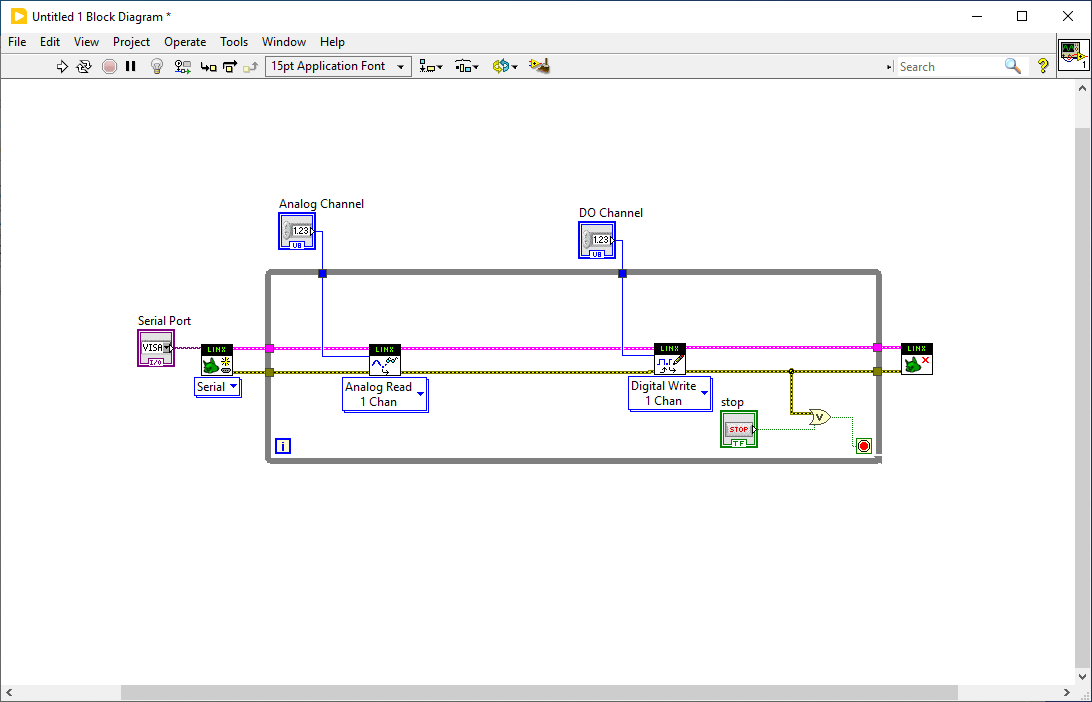 Untitled 1 Block Diagram *
File Edit View Project Operate Tools Window Help
15pt Application Font
Search
?
1
Analog Channel
1.23
U8
DO Channel
1.23
U8
Serial Port
VISA
I/O
LINX
Serial
LINX
Analog Read
1 Chan
LINX
Digital Write
1 Chan
LINX
stop
STOP
TF
V
i